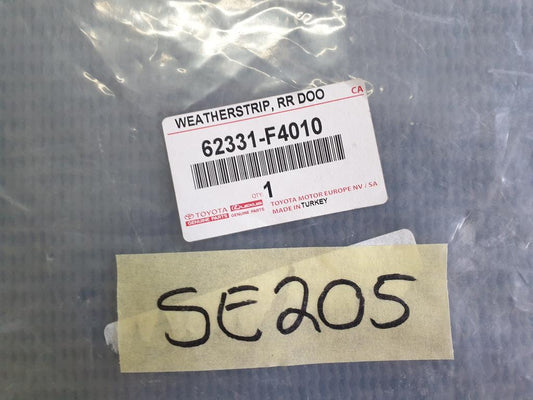 WEATHERSTRIP, RR DOO
CA
62331-F4010
QTY. 1
TOYOTA LEXUS TOYOTA MOTOR EUROPE NV. / SA
GENUINE PARTS GENUINE PARTS MADE IN TURKEY
SE205